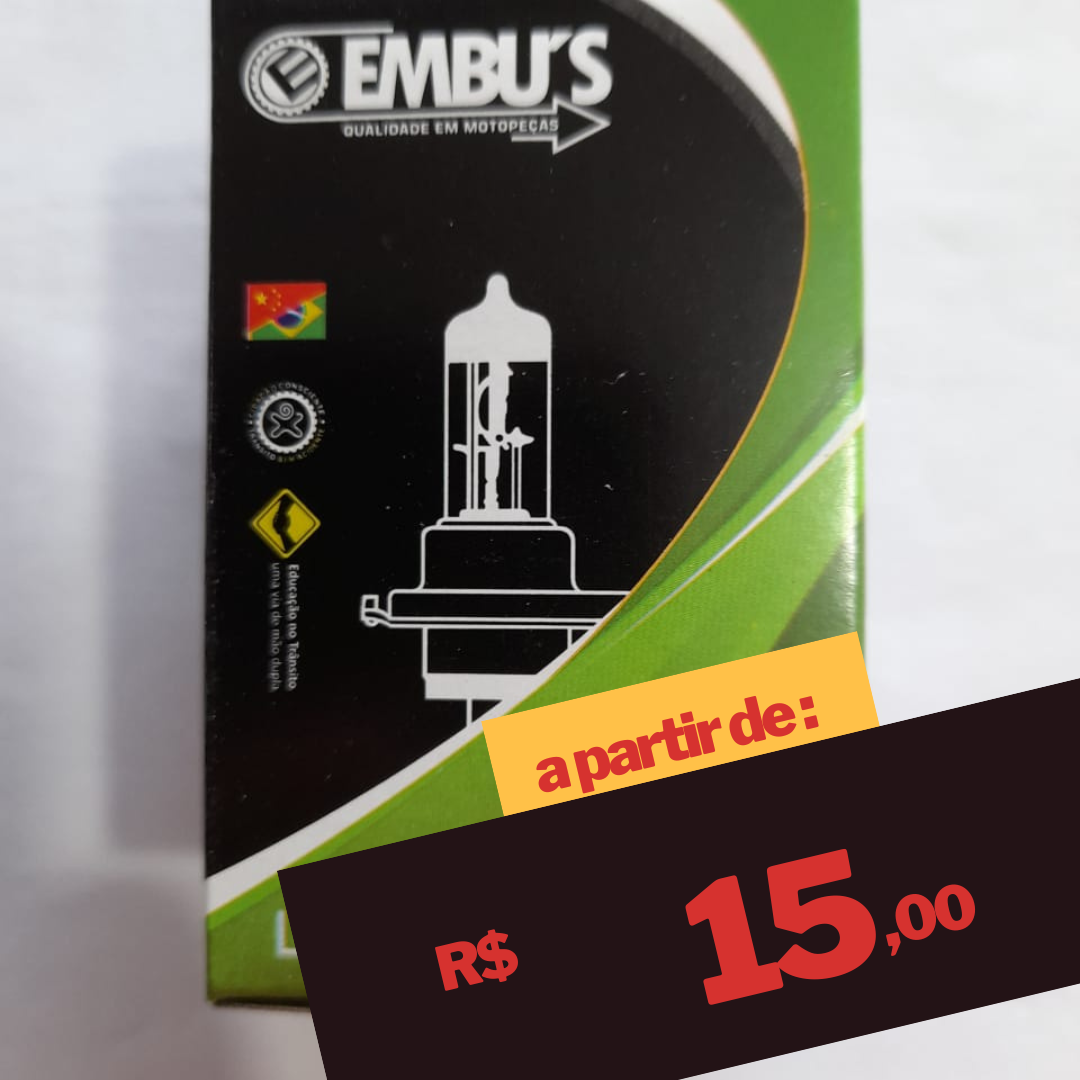 EMBU'S
QUALIDADE EM MOTOPEÇAS
Educação no Trânsito
uma via de mão dupla
a partir de:
R$ 15,00